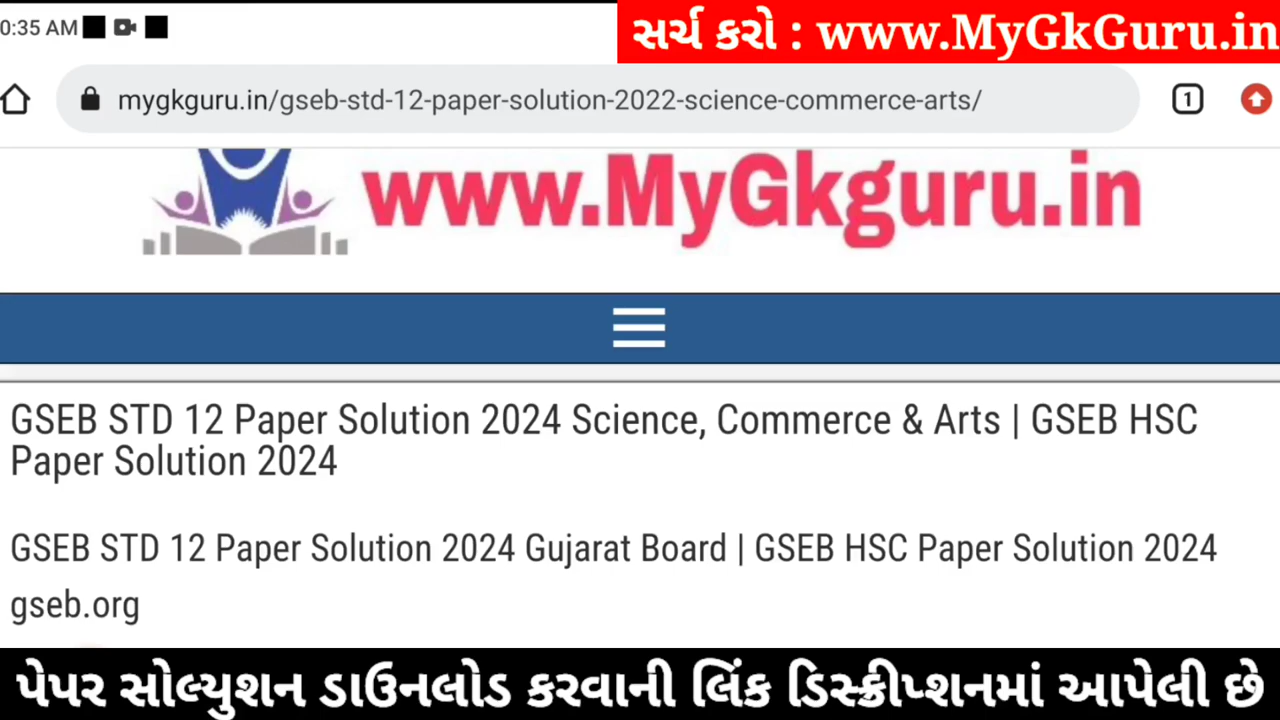 0:35 AM
સર્ચ કરો : www.MyGkGuru.in
mygkguru.in/gseb-std-12-paper-solution-2022-science-commerce-arts/
1
www.MyGkguru.in
GSEB STD 12 Paper Solution 2024 Science, Commerce & Arts | GSEB HSC
Paper Solution 2024
GSEB STD 12 Paper Solution 2024 Gujarat Board | GSEB HSC Paper Solution 2024
gseb.org
પેપર સોલ્યુશન ડાઉનલોડ કરવાની લિંક ડિસ્ક્રીપ્શનમાં આપેલી છે